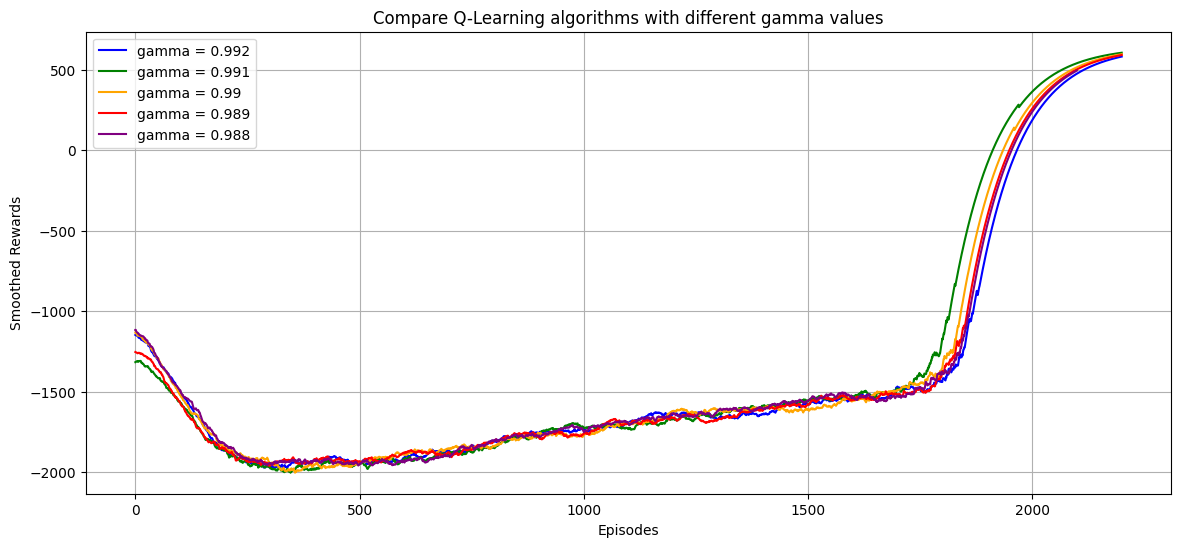 Compare Q-Learning algorithms with different gamma values
gamma = 0.992
gamma = 0.991
gamma = 0.99
gamma = 0.989
gamma = 0.988
500
0
−500
−1000
−1500
−2000
Smoothed Rewards
0
500
1000
1500
2000
Episodes